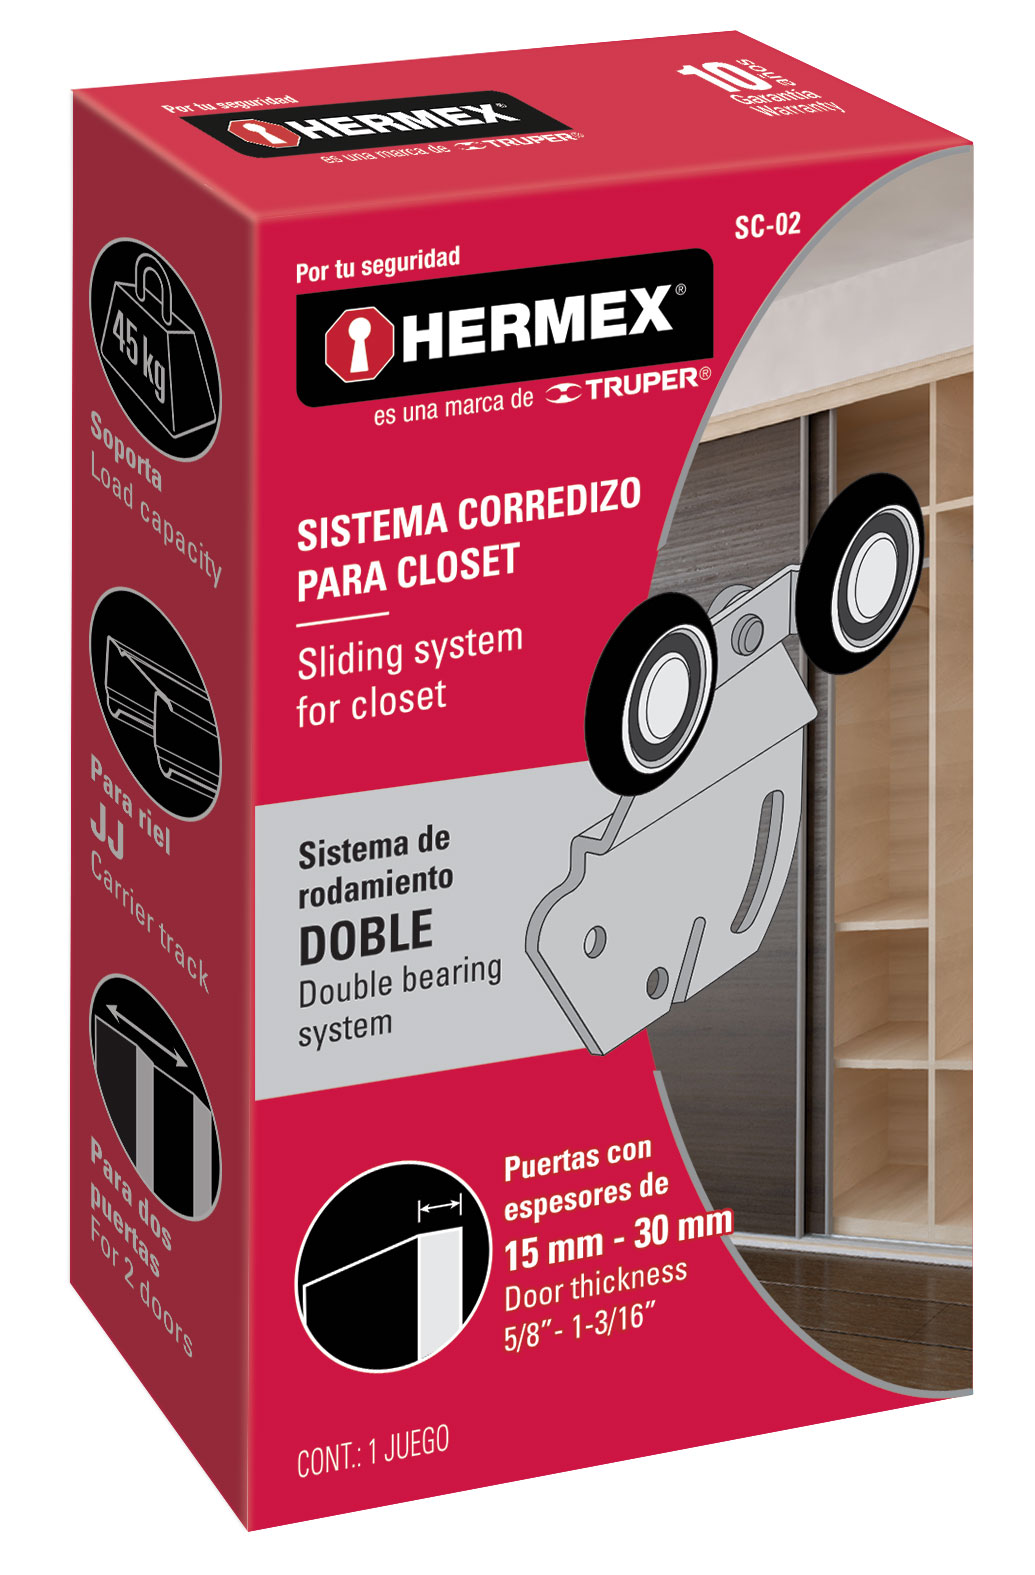 Por tu seguridad
HERMEX®
es una marca de TRUPER®
10
años
Garantía
Warranty
SC-02
Por tu seguridad
HERMEX®
es una marca de TRUPER®
SISTEMA CORREDIZO
PARA CLOSET
Sliding system
for closet
Sistema de
rodamiento
DOBLE
Double bearing
system
Puertas con
espesores de
15 mm - 30 mm
Door thickness
5/8”- 1-3/16”
CONT.: 1 JUEGO
45 kg
Soporta
Load capacity
Para riel
JJ
Carrier track
Para dos
puertas
For 2 doors